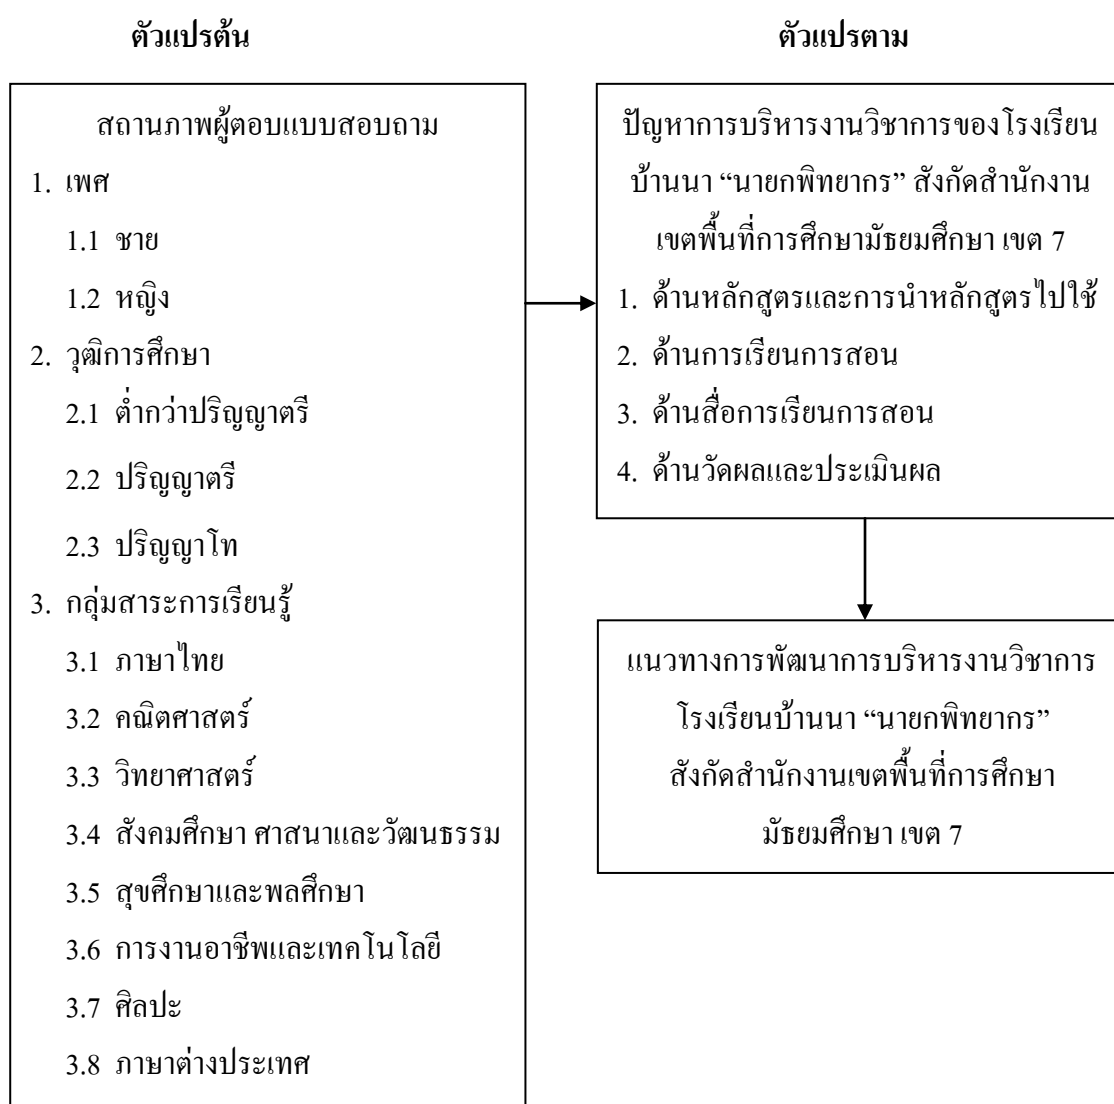 ตัวแปรต้น
ตัวแปรตาม
สถานภาพผู้ตอบแบบสอบถาม
1. เพศ
1.1 ชาย
1.2 หญิง
2. วุฒิการศึกษา
2.1 ต่ำกว่าปริญญาตรี
2.2 ปริญญาตรี
2.3 ปริญญาโท
3. กลุ่มสาระการเรียนรู้
3.1 ภาษาไทย
3.2 คณิตศาสตร์
3.3 วิทยาศาสตร์
3.4 สังคมศึกษา ศาสนาและวัฒนธรรม
3.5 สุขศึกษาและพลศึกษา
3.6 การงานอาชีพและเทคโนโลยี
3.7 ศิลปะ
3.8 ภาษาต่างประเทศ
ปัญหาการบริหารงานวิชาการของโรงเรียน
บ้านนา “นายกพิทยากร” สังกัดสำนักงาน
เขตพื้นที่การศึกษามัธยมศึกษา เขต 7
1. ด้านหลักสูตรและการนำหลักสูตรไปใช้
2. ด้านการเรียนการสอน
3. ด้านสื่อการเรียนการสอน
4. ด้านวัดผลและประเมินผล
แนวทางการพัฒนาการบริหารงานวิชาการ
โรงเรียนบ้านนา “นายกพิทยากร”
สังกัดสำนักงานเขตพื้นที่การศึกษา
มัธยมศึกษา เขต 7